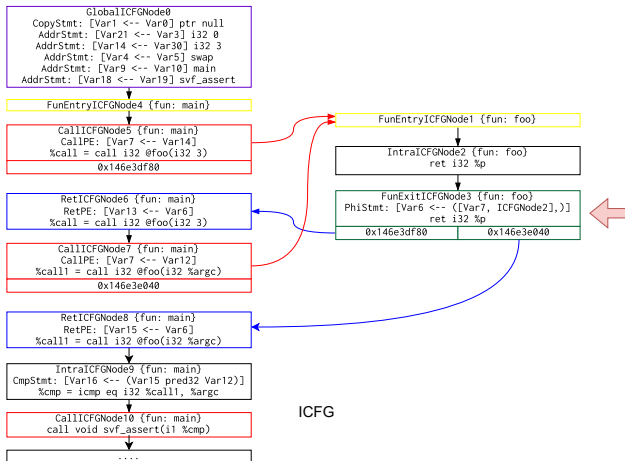 GlobalICFGNode0
CopyStmt: [Var1 <-- Var0] ptr null
AddrStmt: [Var21 <-- Var3] i32 0
AddrStmt: [Var14 <-- Var30] i32 3
AddrStmt: [Var4 <-- Var5] swap
AddrStmt: [Var9 <-- Var10] main
AddrStmt: [Var18 <-- Var19] svf_assert
FunEntryICFGNode4 {fun: main}
CallICFGNode5 {fun: main}
CallPE: [Var7 <-- Var14]
%call = call i32 @foo(i32 3)
0x146e3df80
RetICFGNode6 {fun: main}
RetPE: [Var13 <-- Var6]
%call = call i32 @foo(i32 3)
CallICFGNode7 {fun: main}
CallPE: [Var7 <-- Var12]
%call1 = call i32 @foo(i32 %argc)
0x146e3e040
RetICFGNode8 {fun: main}
RetPE: [Var15 <-- Var6]
%call1 = call i32 @foo(i32 %argc)
IntraICFGNode9 {fun: main}
CmpStmt: [Var16 <-- (Var15 pred32 Var12)]
%cmp = icmp eq i32 %call1, %argc
CallICFGNode10 {fun: main}
call void svf_assert(i1 %cmp)
....
FunEntryICFGNode1 {fun: foo}
IntraICFGNode2 {fun: foo}
ret i32 %p
FunExitICFGNode3 {fun: foo}
PhiStmt: [Var6 <-- ([Var7, ICFGNode2],)]
ret i32 %p
0x146e3df80 0x146e3e040
ICFG